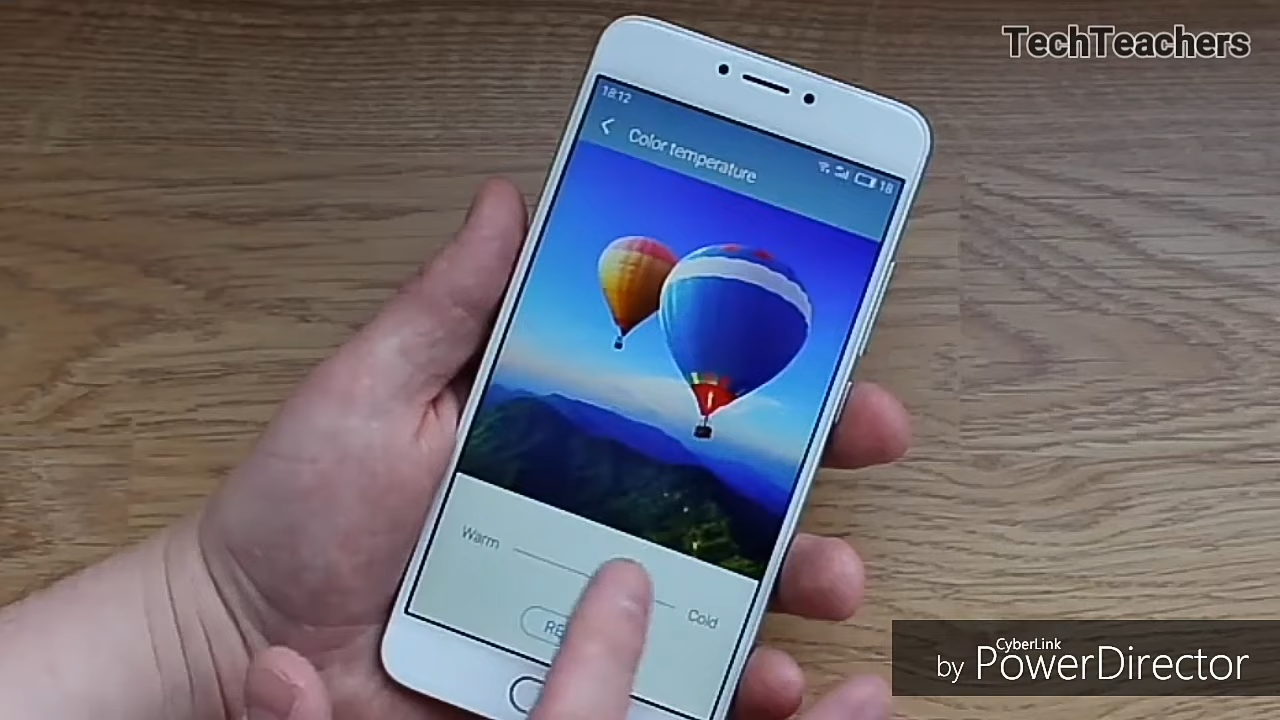 TechTeachers
18:12
18
Color temperature
Warm
Cold
RE
CyberLink
by PowerDirector